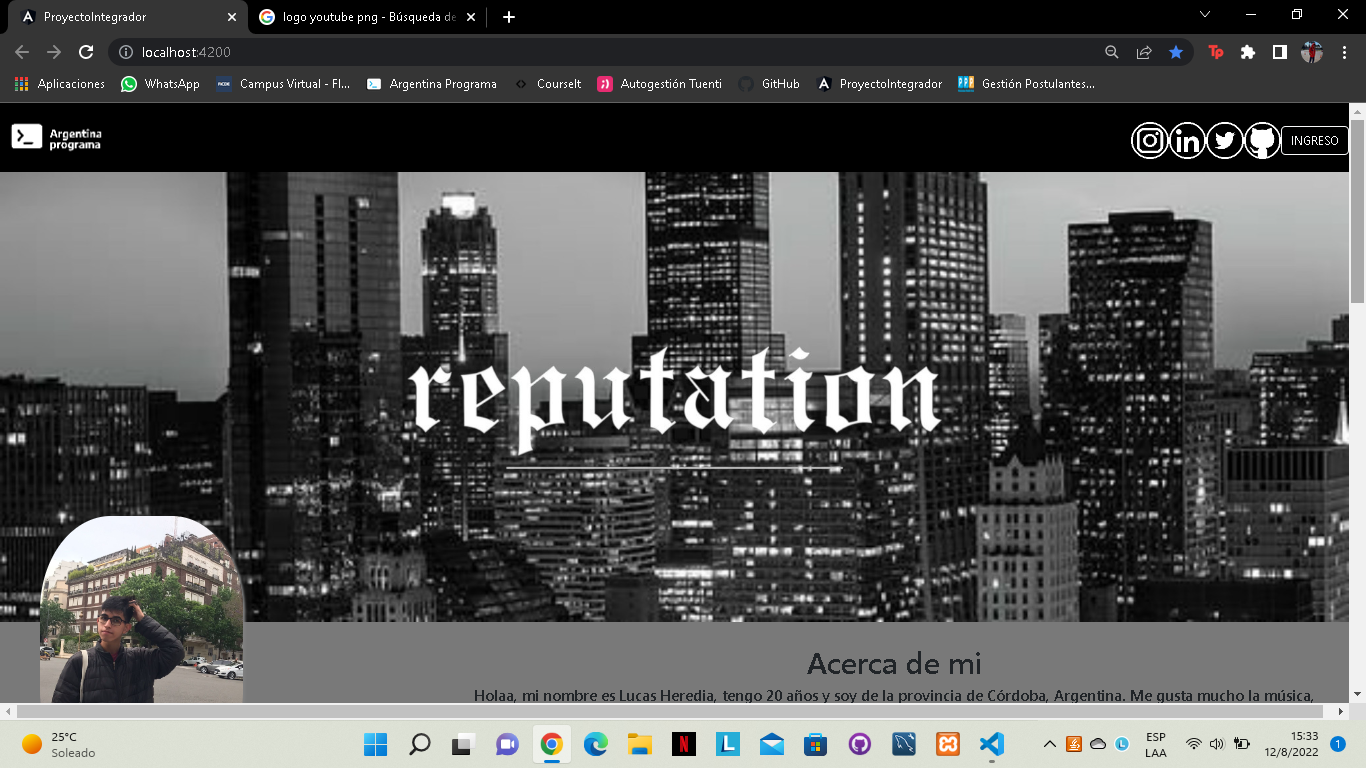 ProyectoIntegrador
logo youtube png - Búsqueda de
localhost:4200
Aplicaciones
WhatsApp
Campus Virtual - FI...
Argentina Programa
CourseIt
Autogestión Tuenti
GitHub
ProyectoIntegrador
Gestión Postulantes...
Argentina
programa
INGRESO
reputation
Acerca de mi
Holaa, mi nombre es Lucas Heredia, tengo 20 años y soy de la provincia de Córdoba, Argentina. Me gusta mucho la música,
25°C
Soleado
ESP
LAA
15:33
12/8/2022
1